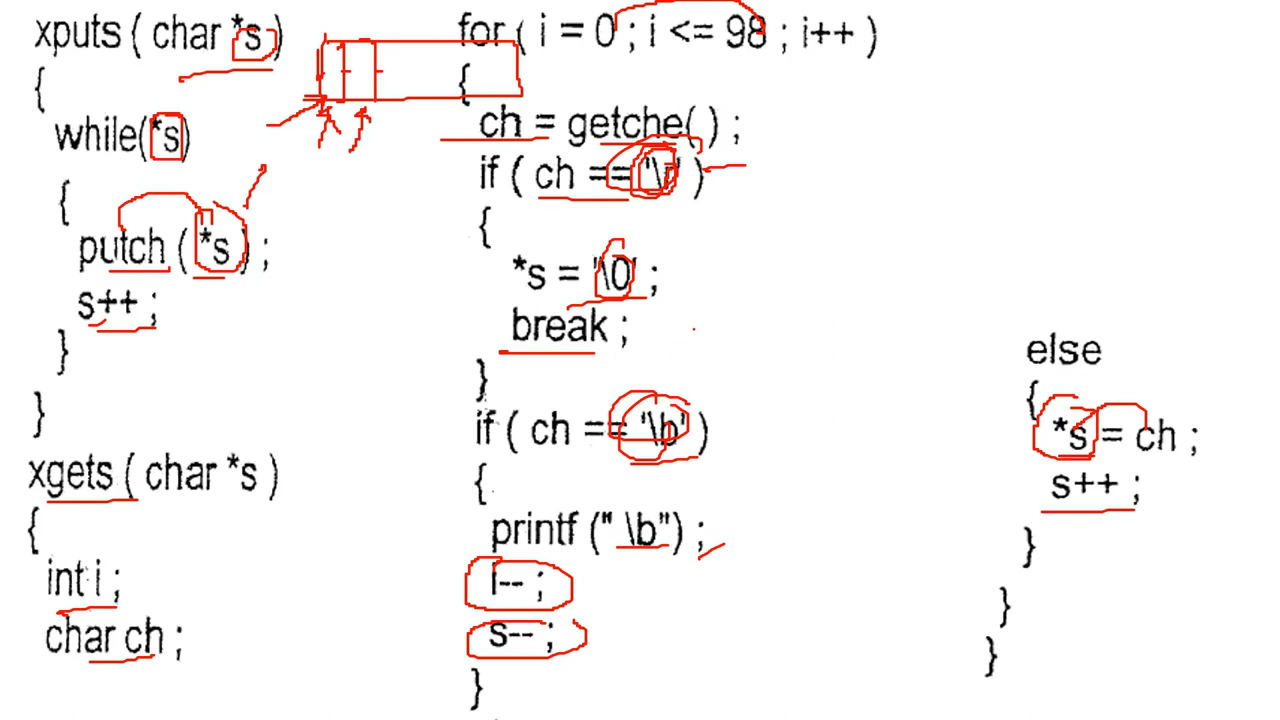 xputs ( char *s )
{
while(*s)
{
putch ( *s ) ;
s++ ;
}
}
xgets ( char *s )
{
int i ;
char ch ;
for ( i = 0 ; i <= 98 ; i++ )
{
ch = getche( ) ;
if ( ch == '\r' )
{
*s = '\0' ;
break ;
}
if ( ch == '\b' )
{
printf (" \b") ;
i-- ;
s-- ;
}
else
{
*s = ch ;
s++ ;
}
}
}